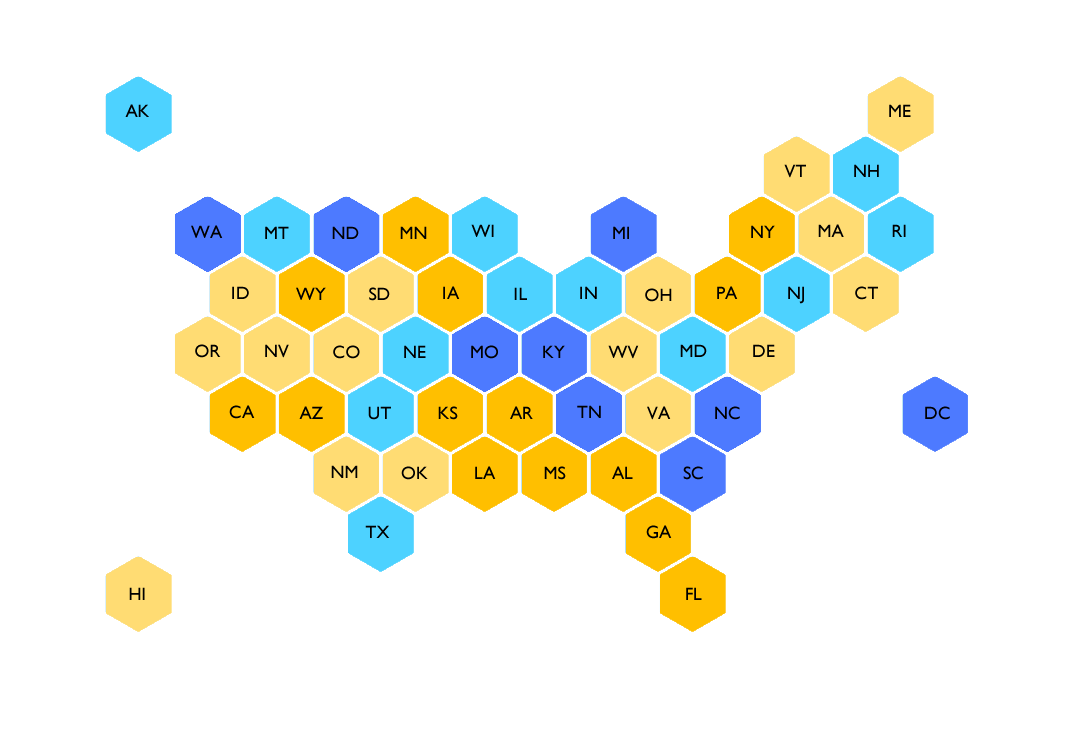 AK
ME
VT NH
WA MT ND MN WI MI NY MA RI
ID WY SD IA IL IN OH PA NJ CT
OR NV CO NE MO KY WV MD DE
CA AZ UT KS AR TN VA NC DC
NM OK LA MS AL SC
TX GA
HI FL